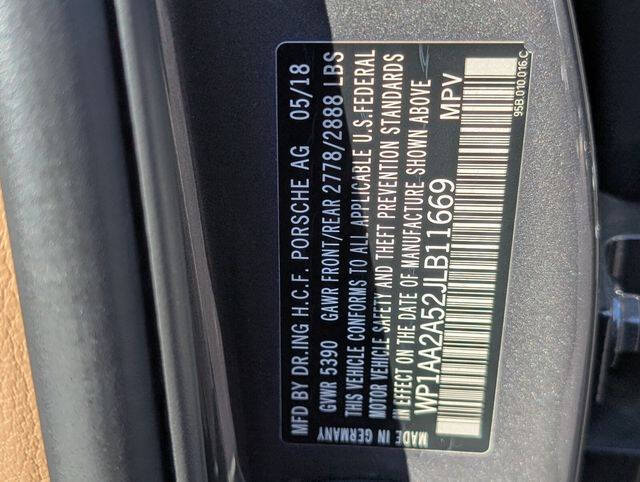 MFD BY DR.ING H.C.F. PORSCHE AG 05/18
GVWR 5390 GAWR FRONT/REAR 2778/2888 LBS
THIS VEHICLE CONFORMS TO ALL APPLICABLE U.S.FEDERAL
MOTOR VEHICLE SAFETY AND THEFT PREVENTION STANDARDS
IN EFFECT ON THE DATE OF MANUFACTURE SHOWN ABOVE
WP1AA2A52JLB11669 MPV
MADE IN GERMANY
95B.010.016.C